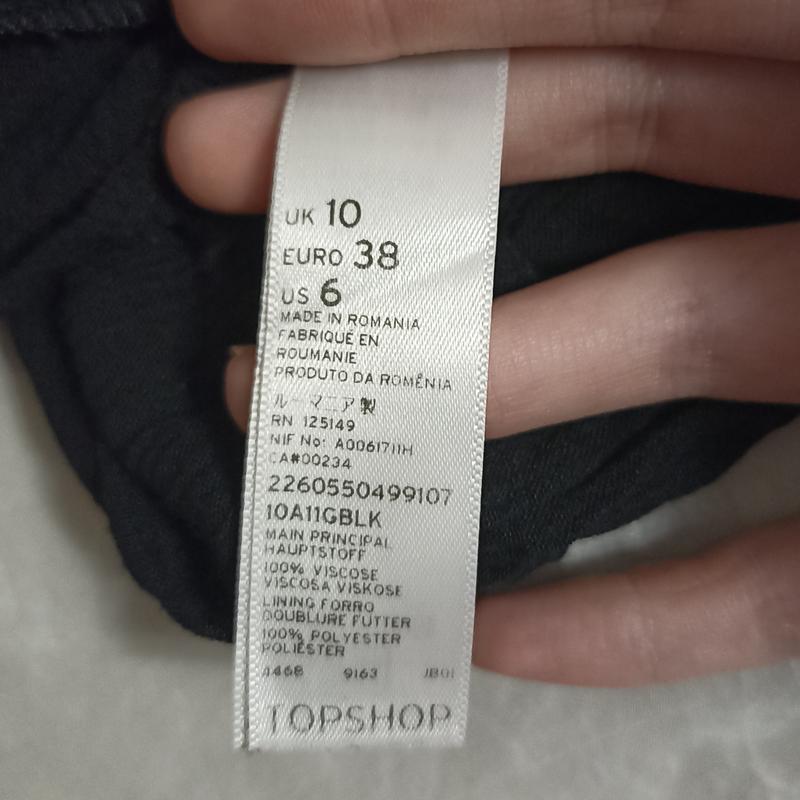 UK 10
EURO 38
US 6
MADE IN ROMANIA
FABRIQUÉ EN
ROUMANIE
PRODUTO DA ROMÊNIA
ルーマニア製
RN 125149
NIF No: A0061711H
CA#00234
2260550499107
10A11GBLK
MAIN PRINCIPAL
HAUPTSTOFF
100% VISCOSE
VISCOSA VISKOSE
LINING FORRO
DOUBLURE FUTTER
100% POLYESTER
POLIÉSTER
9163
TOPSHOP